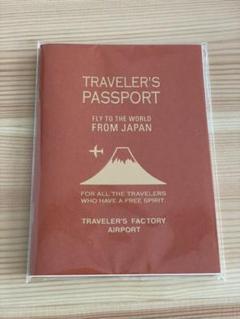 TRAVELER'S
PASSPORT
FLY TO THE WORLD
FROM JAPAN
FOR ALL THE TRAVELERS
WHO HAVE A FREE SPIRIT.
TRAVELER'S FACTORY
AIRPORT